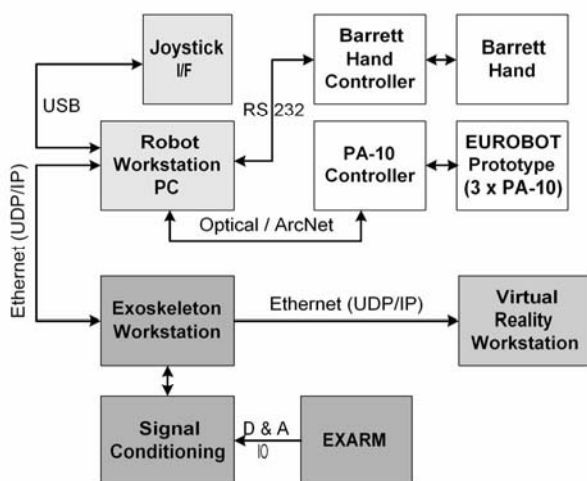 Joystick
I/F
Barrett
Hand
Controller
Barrett
Hand
USB
RS 232
Robot
Workstation
PC
PA-10
Controller
EUROBOT
Prototype
(3 x PA-10)
Optical / ArcNet
Ethernet (UDP/IP)
Exoskeleton
Workstation
Ethernet (UDP/IP)
Virtual
Reality
Workstation
Signal
Conditioning
D & A
IO
EXARM